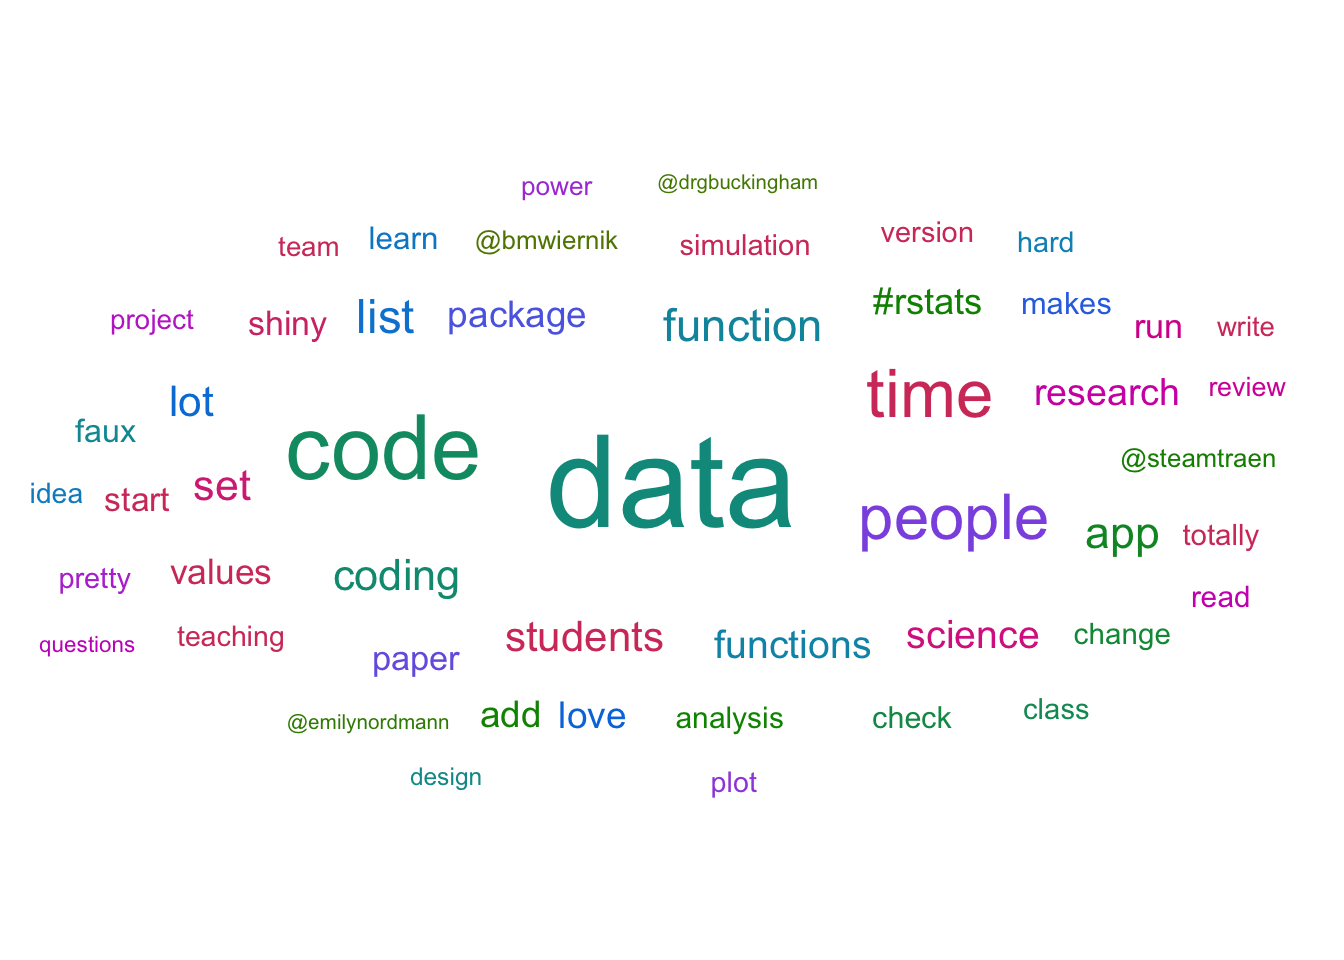 power @drgbuckingham
team learn @bmwiernik simulation version hard
project shiny list package function #rstats makes run write
lot time research review
faux code data @steamtraen
idea start set people app totally
pretty values coding read
questions teaching paper students functions science change
@emilynordmann add love analysis check class
design plot